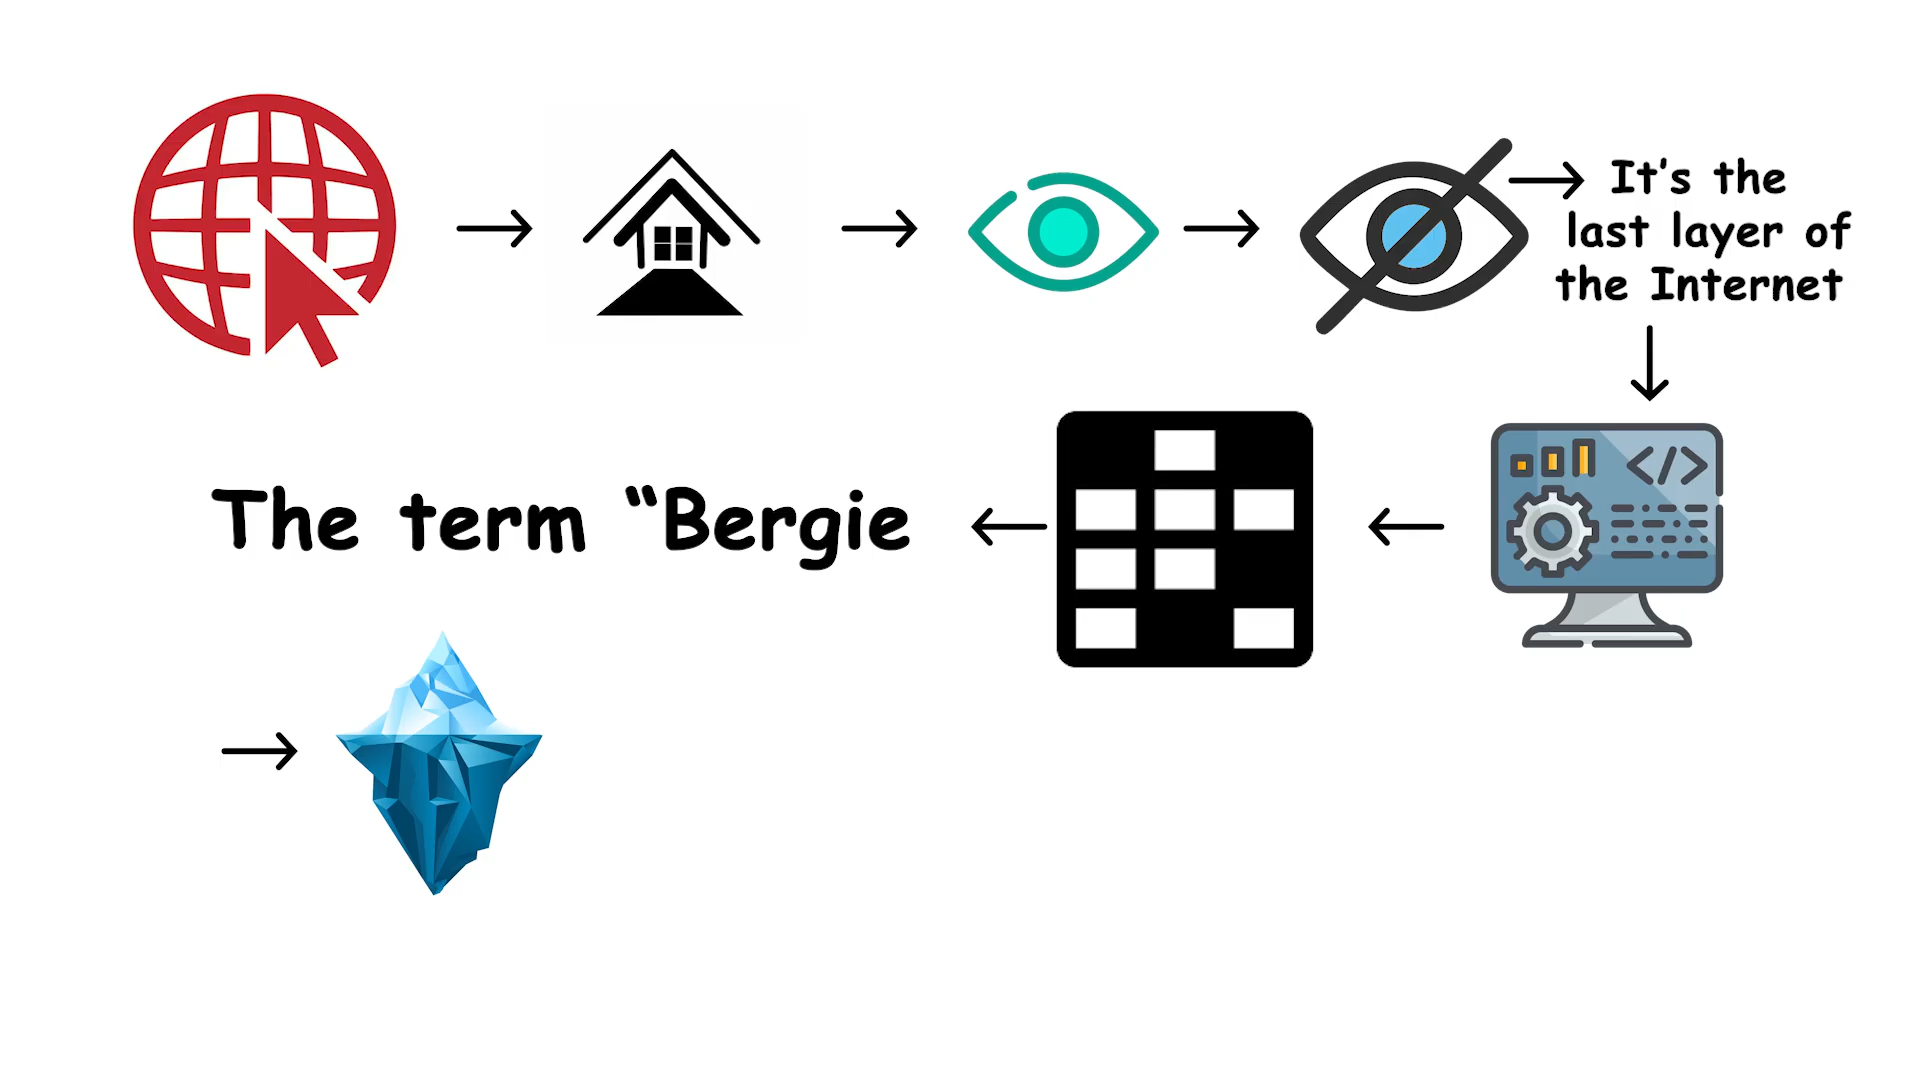 It's the
last layer of
the Internet
The term “Bergie